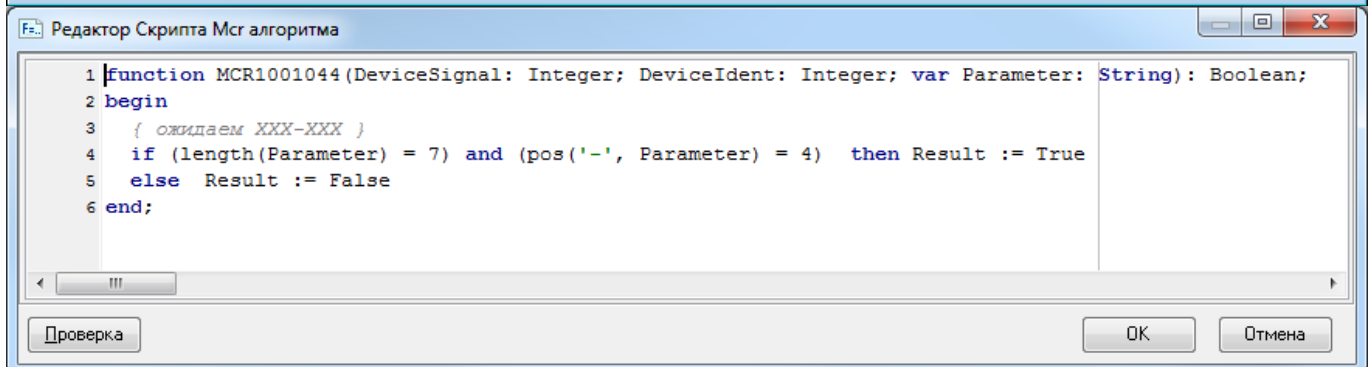 Редактор Скрипта Mcr алгоритма
1 function MCR1001044(DeviceSignal: Integer; DeviceIdent: Integer; var Parameter: String): Boolean;
2 begin
3 { ожидаем XXX-XXX }
4 if (length(Parameter) = 7) and (pos('-', Parameter) = 4)  then Result := True
5 else  Result := False
6 end;
Проверка
OK
Отмена